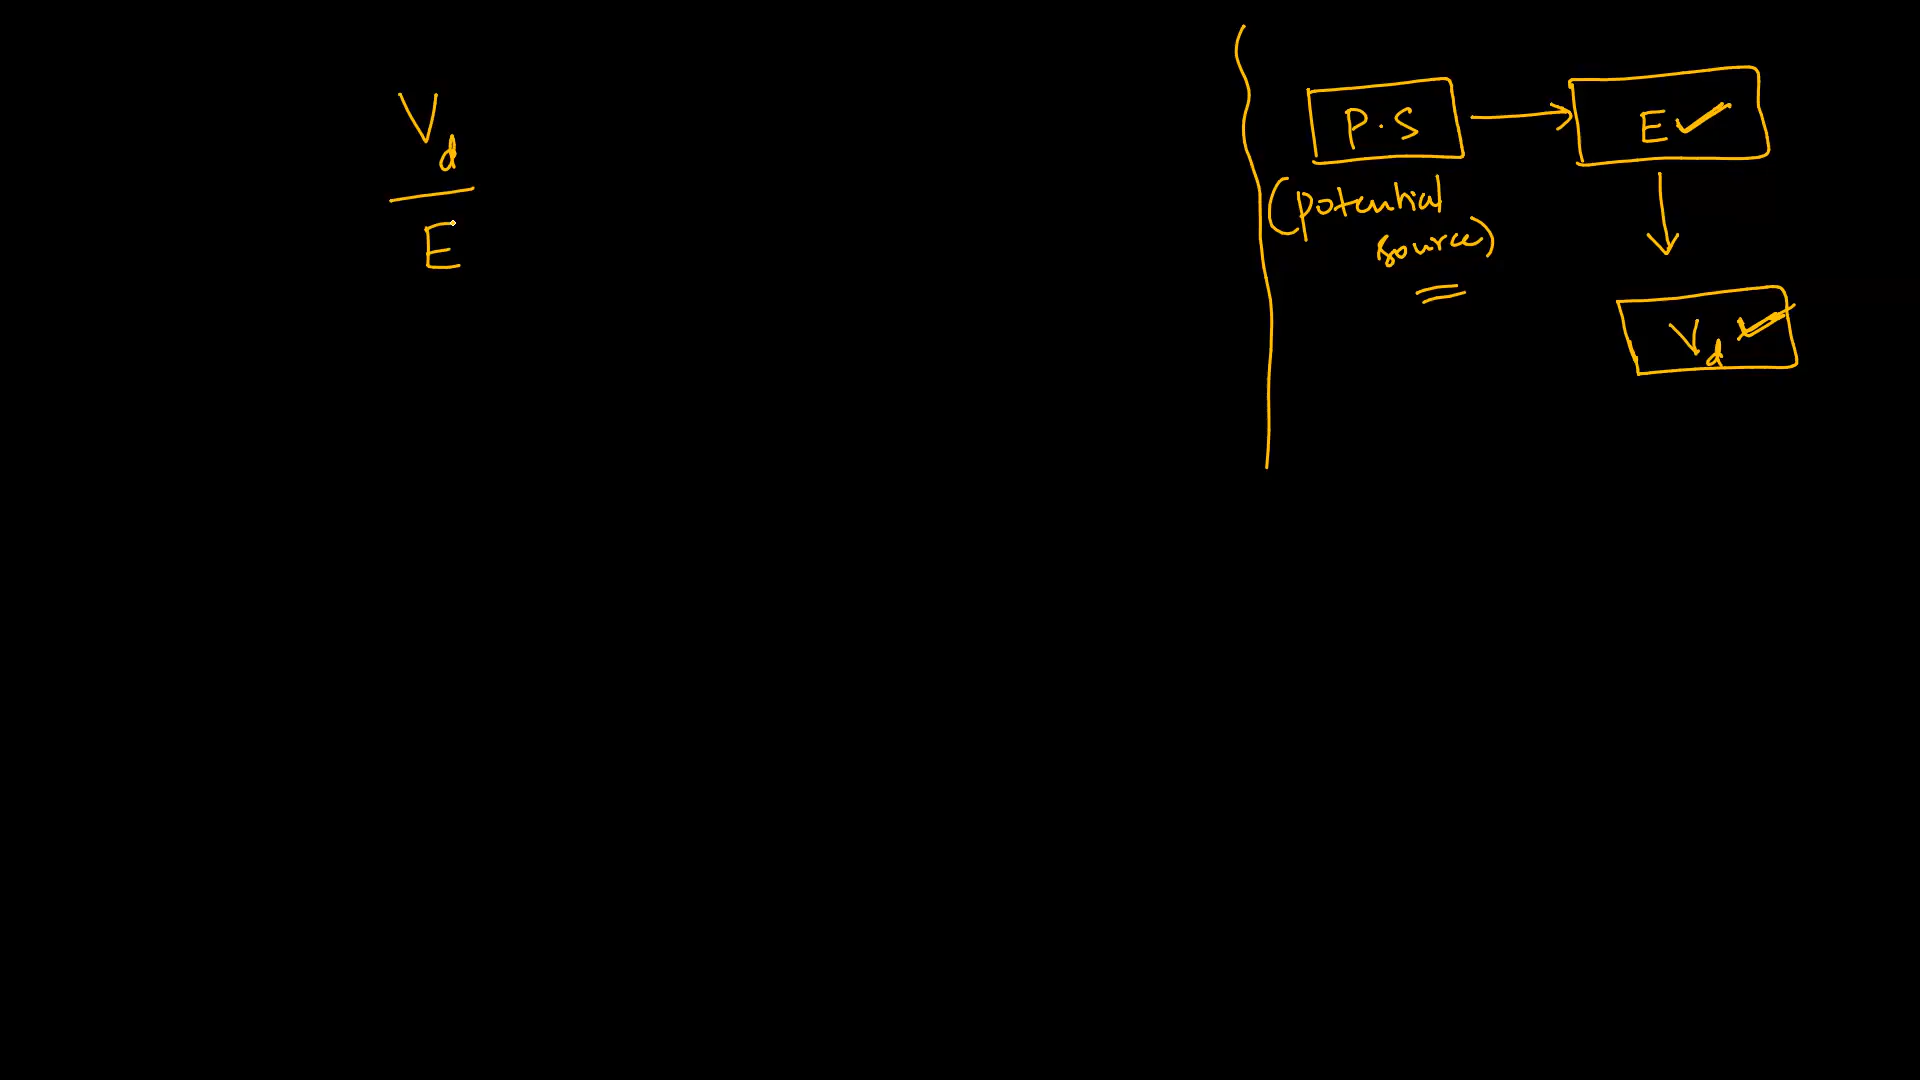 V_d
E
P.S
E
(potential
source)
V_d